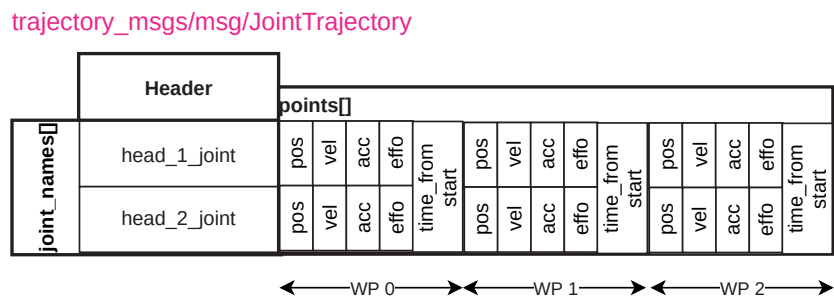 trajectory_msgs/msg/JointTrajectory
Header
points[]
joint_names[]
head_1_joint
pos vel acc effo time_from start pos vel acc effo time_from start pos vel acc effo time_from start
head_2_joint
pos vel acc effo pos vel acc effo pos vel acc effo
WP 0 WP 1 WP 2